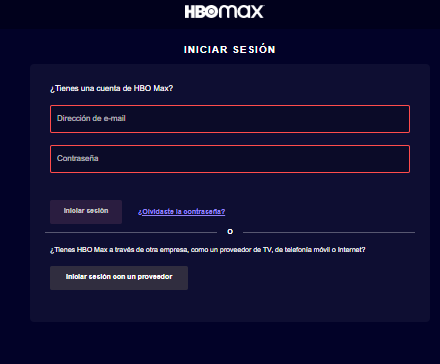 HBOMAX
INICIAR SESIÓN
¿Tienes una cuenta de HBO Max?
Dirección de e-mail
Contraseña
Iniciar sesión
¿Olvidaste la contraseña?
O
¿Tienes HBO Max a través de otra empresa, como un proveedor de TV, de telefonía móvil o Internet?
Iniciar sesión con un proveedor